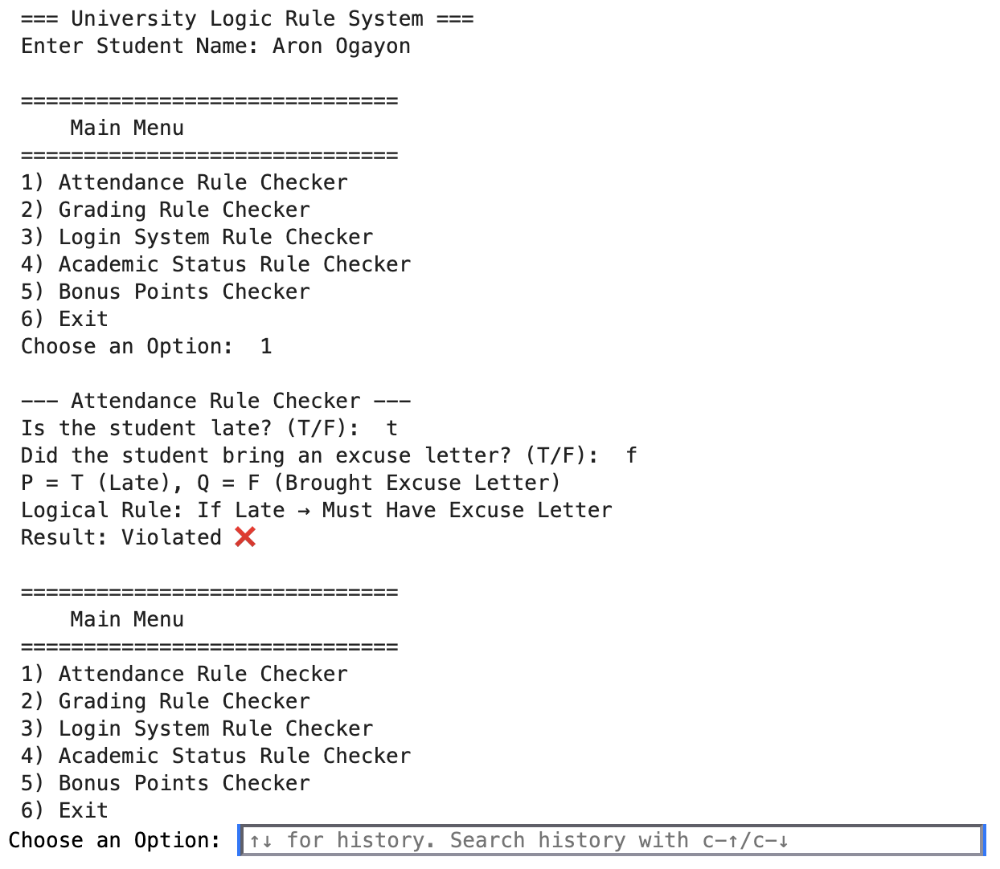 === University Logic Rule System ===
Enter Student Name: Aron Ogayon
==============================
Main Menu
==============================
1) Attendance Rule Checker
2) Grading Rule Checker
3) Login System Rule Checker
4) Academic Status Rule Checker
5) Bonus Points Checker
6) Exit
Choose an Option:  1
--- Attendance Rule Checker ---
Is the student late? (T/F):  t
Did the student bring an excuse letter? (T/F):  f
P = T (Late), Q = F (Brought Excuse Letter)
Logical Rule: If Late → Must Have Excuse Letter
Result: Violated ❌
==============================
Main Menu
==============================
1) Attendance Rule Checker
2) Grading Rule Checker
3) Login System Rule Checker
4) Academic Status Rule Checker
5) Bonus Points Checker
6) Exit
Choose an Option: ↑↓ for history. Search history with c-↑/c-↓